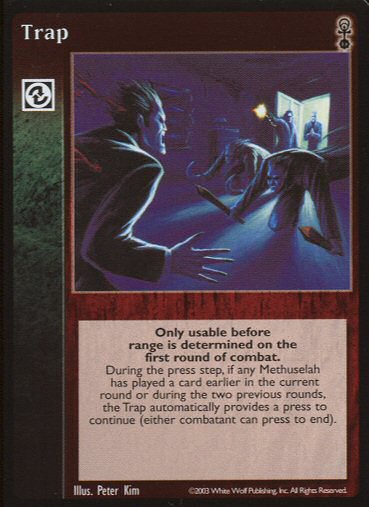 Trap
Only usable before
range is determined on the
first round of combat.
During the press step, if any Methuselah
has played a card earlier in the current
round or during the two previous rounds,
the Trap automatically provides a press to
continue (either combatant can press to end).
Illus. Peter Kim
©2003 White Wolf Publishing, Inc. All Rights Reserved.